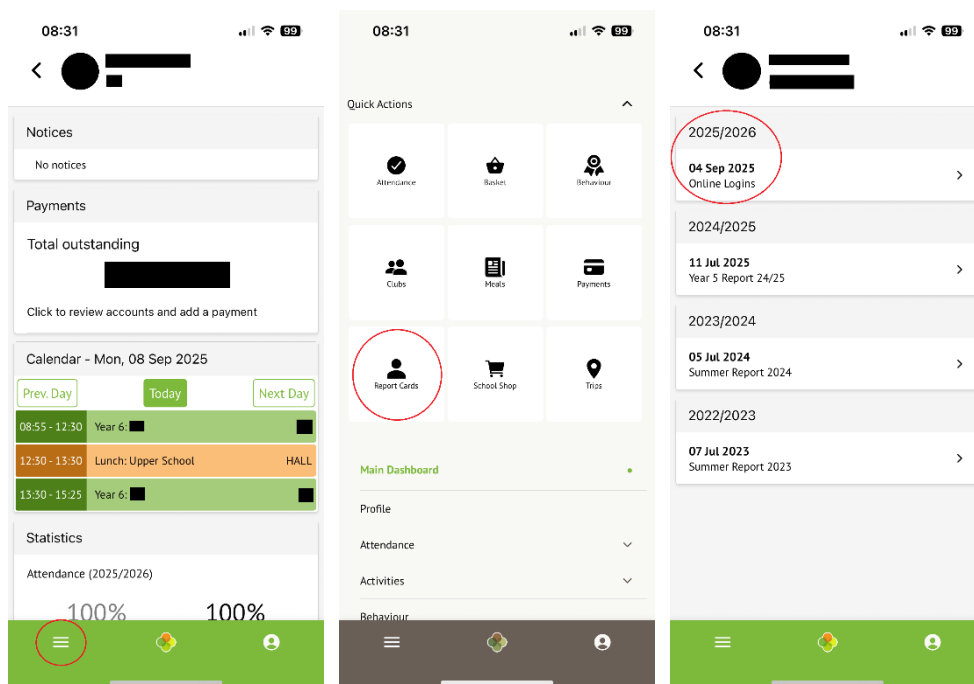 08:31
99
Notices
No notices
Payments
Total outstanding
Click to review accounts and add a payment
Calendar - Mon, 08 Sep 2025
Prev. Day Today Next Day
08:55 - 12:30 Year 6:
12:30 - 13:30 Lunch: Upper School HALL
13:30 - 15:25 Year 6:
Statistics
Attendance (2025/2026)
100% 100%
08:31
99
Quick Actions
Attendance Basket Behaviour
Clubs Meals Payments
Report Cards School Shop Trips
Main Dashboard
Profile
Attendance
Activities
Behaviour
08:31
99
2025/2026
04 Sep 2025
Online Logins
2024/2025
11 Jul 2025
Year 5 Report 24/25
2023/2024
05 Jul 2024
Summer Report 2024
2022/2023
07 Jul 2023
Summer Report 2023